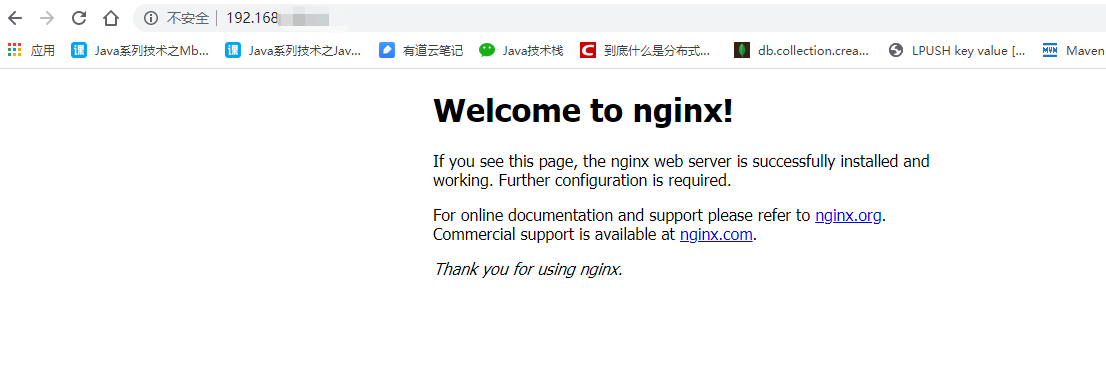 不安全 192.168
应用 Java系列技术之Mb... Java系列技术之Jav... 有道云笔记 Java技术栈 到底什么是分布式... db.collection.crea... LPUSH key value [... Maven
Welcome to nginx!
If you see this page, the nginx web server is successfully installed and
working. Further configuration is required.
For online documentation and support please refer to nginx.org.
Commercial support is available at nginx.com.
Thank you for using nginx.